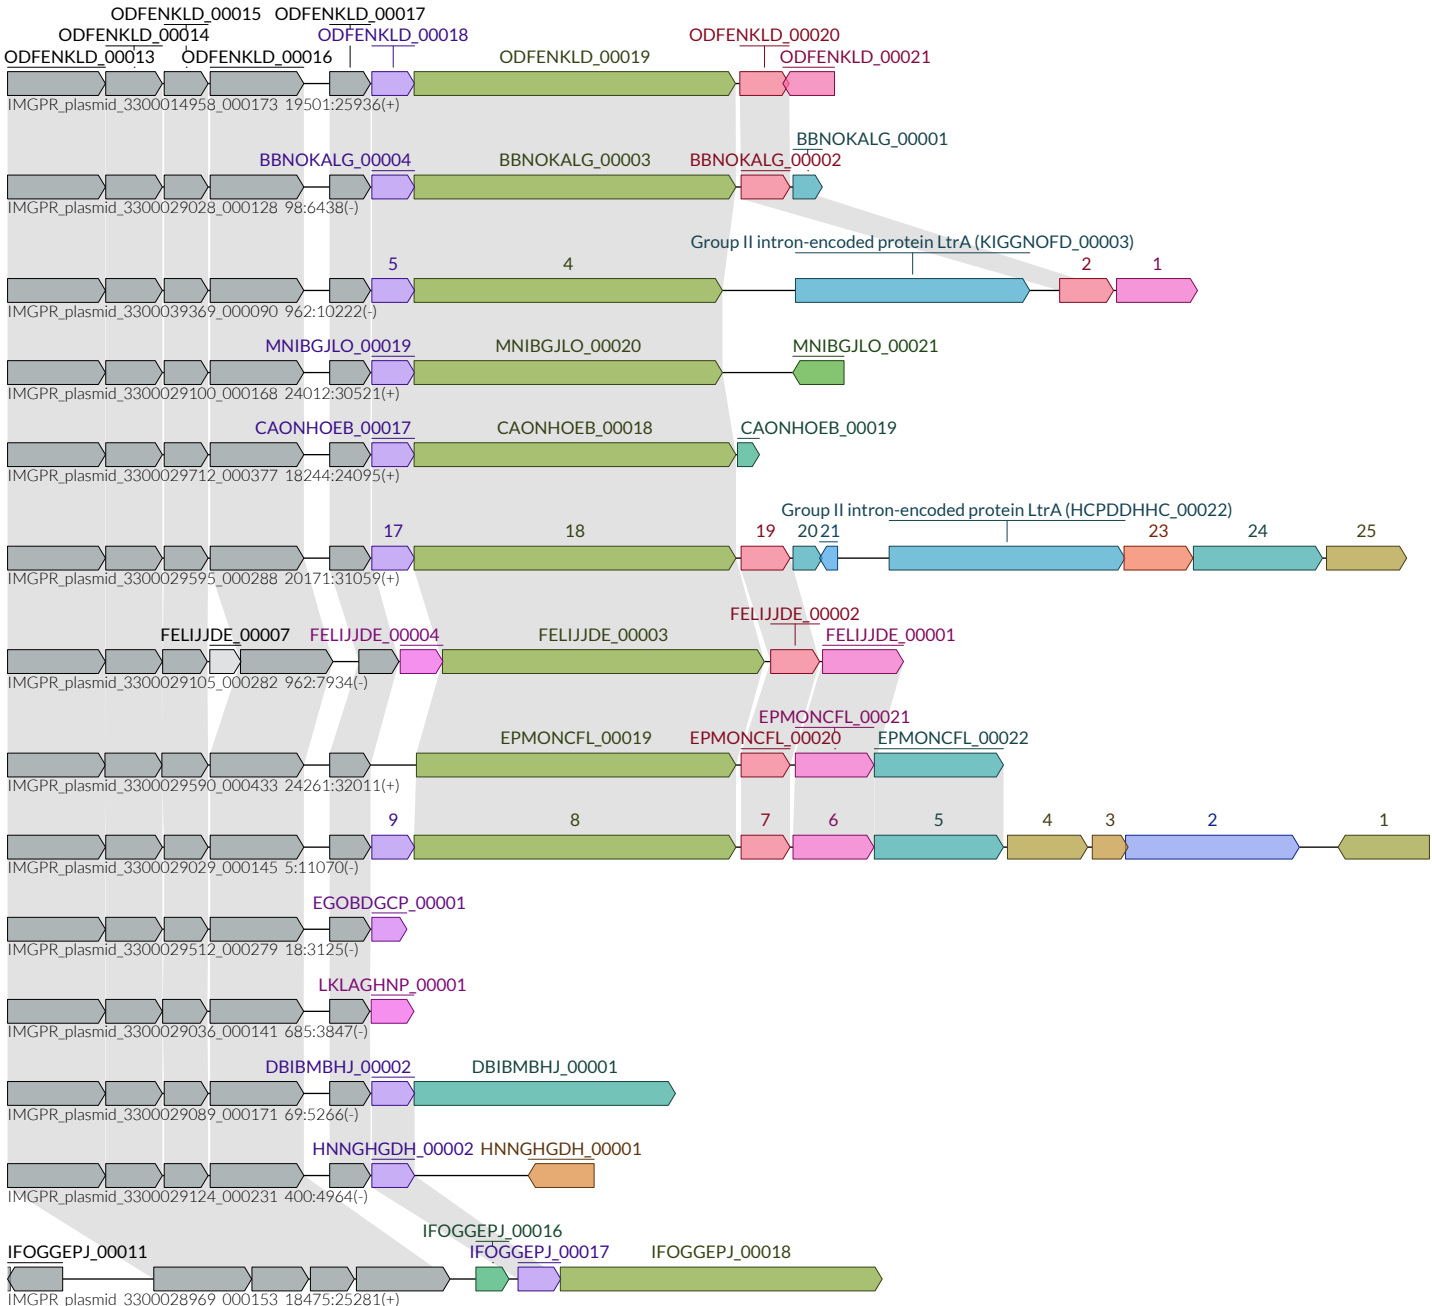 ODFENKLD_00015 ODFENKLD_00017
ODFENKLD_00014 ODFENKLD_00018 ODFENKLD_00020
ODFENKLD_00013 ODFENKLD_00016 ODFENKLD_00019 ODFENKLD_00021
IMGPR_plasmid_3300014958_000173 19501:25936(+)
BBNOKALG_00001
BBNOKALG_00004 BBNOKALG_00003 BBNOKALG_00002
IMGPR_plasmid_3300029028_000128 98:6438(-)
Group II intron-encoded protein LtrA (KIGGNOFD_00003)
5 4 2 1
IMGPR_plasmid_3300039369_000090 962:10222(-)
MNIBGJLO_00019 MNIBGJLO_00020 MNIBGJLO_00021
IMGPR_plasmid_3300029100_000168 24012:30521(+)
CAONHOEB_00017 CAONHOEB_00018 CAONHOEB_00019
IMGPR_plasmid_3300029712_000377 18244:24095(+)
Group II intron-encoded protein LtrA (HCPDDHHC_00022)
17 18 19 20 21 23 24 25
IMGPR_plasmid_3300029595_000288 20171:31059(+)
FELIJJDE_00002
FELIJJDE_00007 FELIJJDE_00004 FELIJJDE_00003 FELIJJDE_00001
IMGPR_plasmid_3300029105_000282 962:7934(-)
EPMONCFL_00021
EPMONCFL_00019 EPMONCFL_00020 EPMONCFL_00022
IMGPR_plasmid_3300029590_000433 24261:32011(+)
9 8 7 6 5 4 3 2 1
IMGPR_plasmid_3300029029_000145 5:11070(-)
EGOBDGCP_00001
IMGPR_plasmid_3300029512_000279 18:3125(-)
LKLAGHNP_00001
IMGPR_plasmid_3300029036_000141 685:3847(-)
DBIBMBHJ_00002 DBIBMBHJ_00001
IMGPR_plasmid_3300029089_000171 69:5266(-)
HNNGHGDH_00002 HNNGHGDH_00001
IMGPR_plasmid_3300029124_000231 400:4964(-)
IFOGGEPJ_00016
IFOGGEPJ_00011 IFOGGEPJ_00017 IFOGGEPJ_00018
IMGPR_plasmid_3300028969_000153 18475:25281(+)